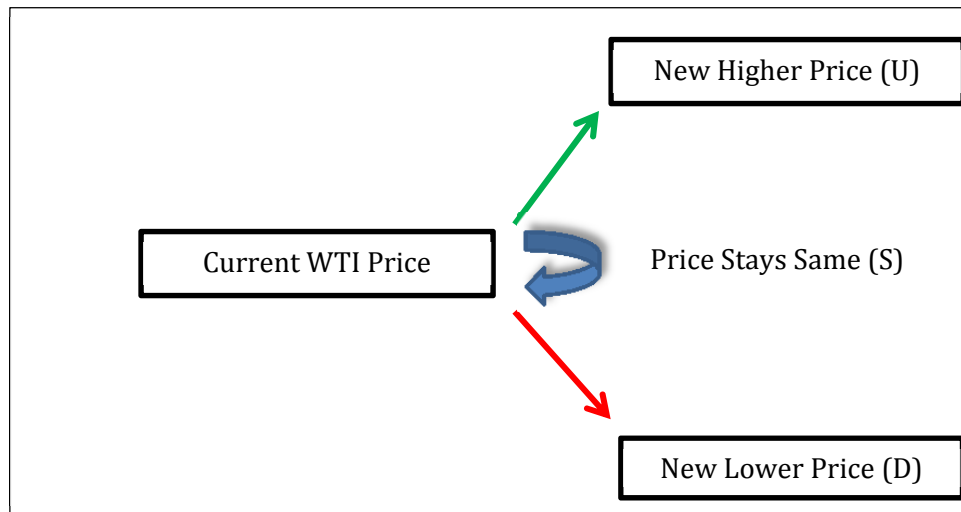 New Higher Price (U)
Current WTI Price
Price Stays Same (S)
New Lower Price (D)